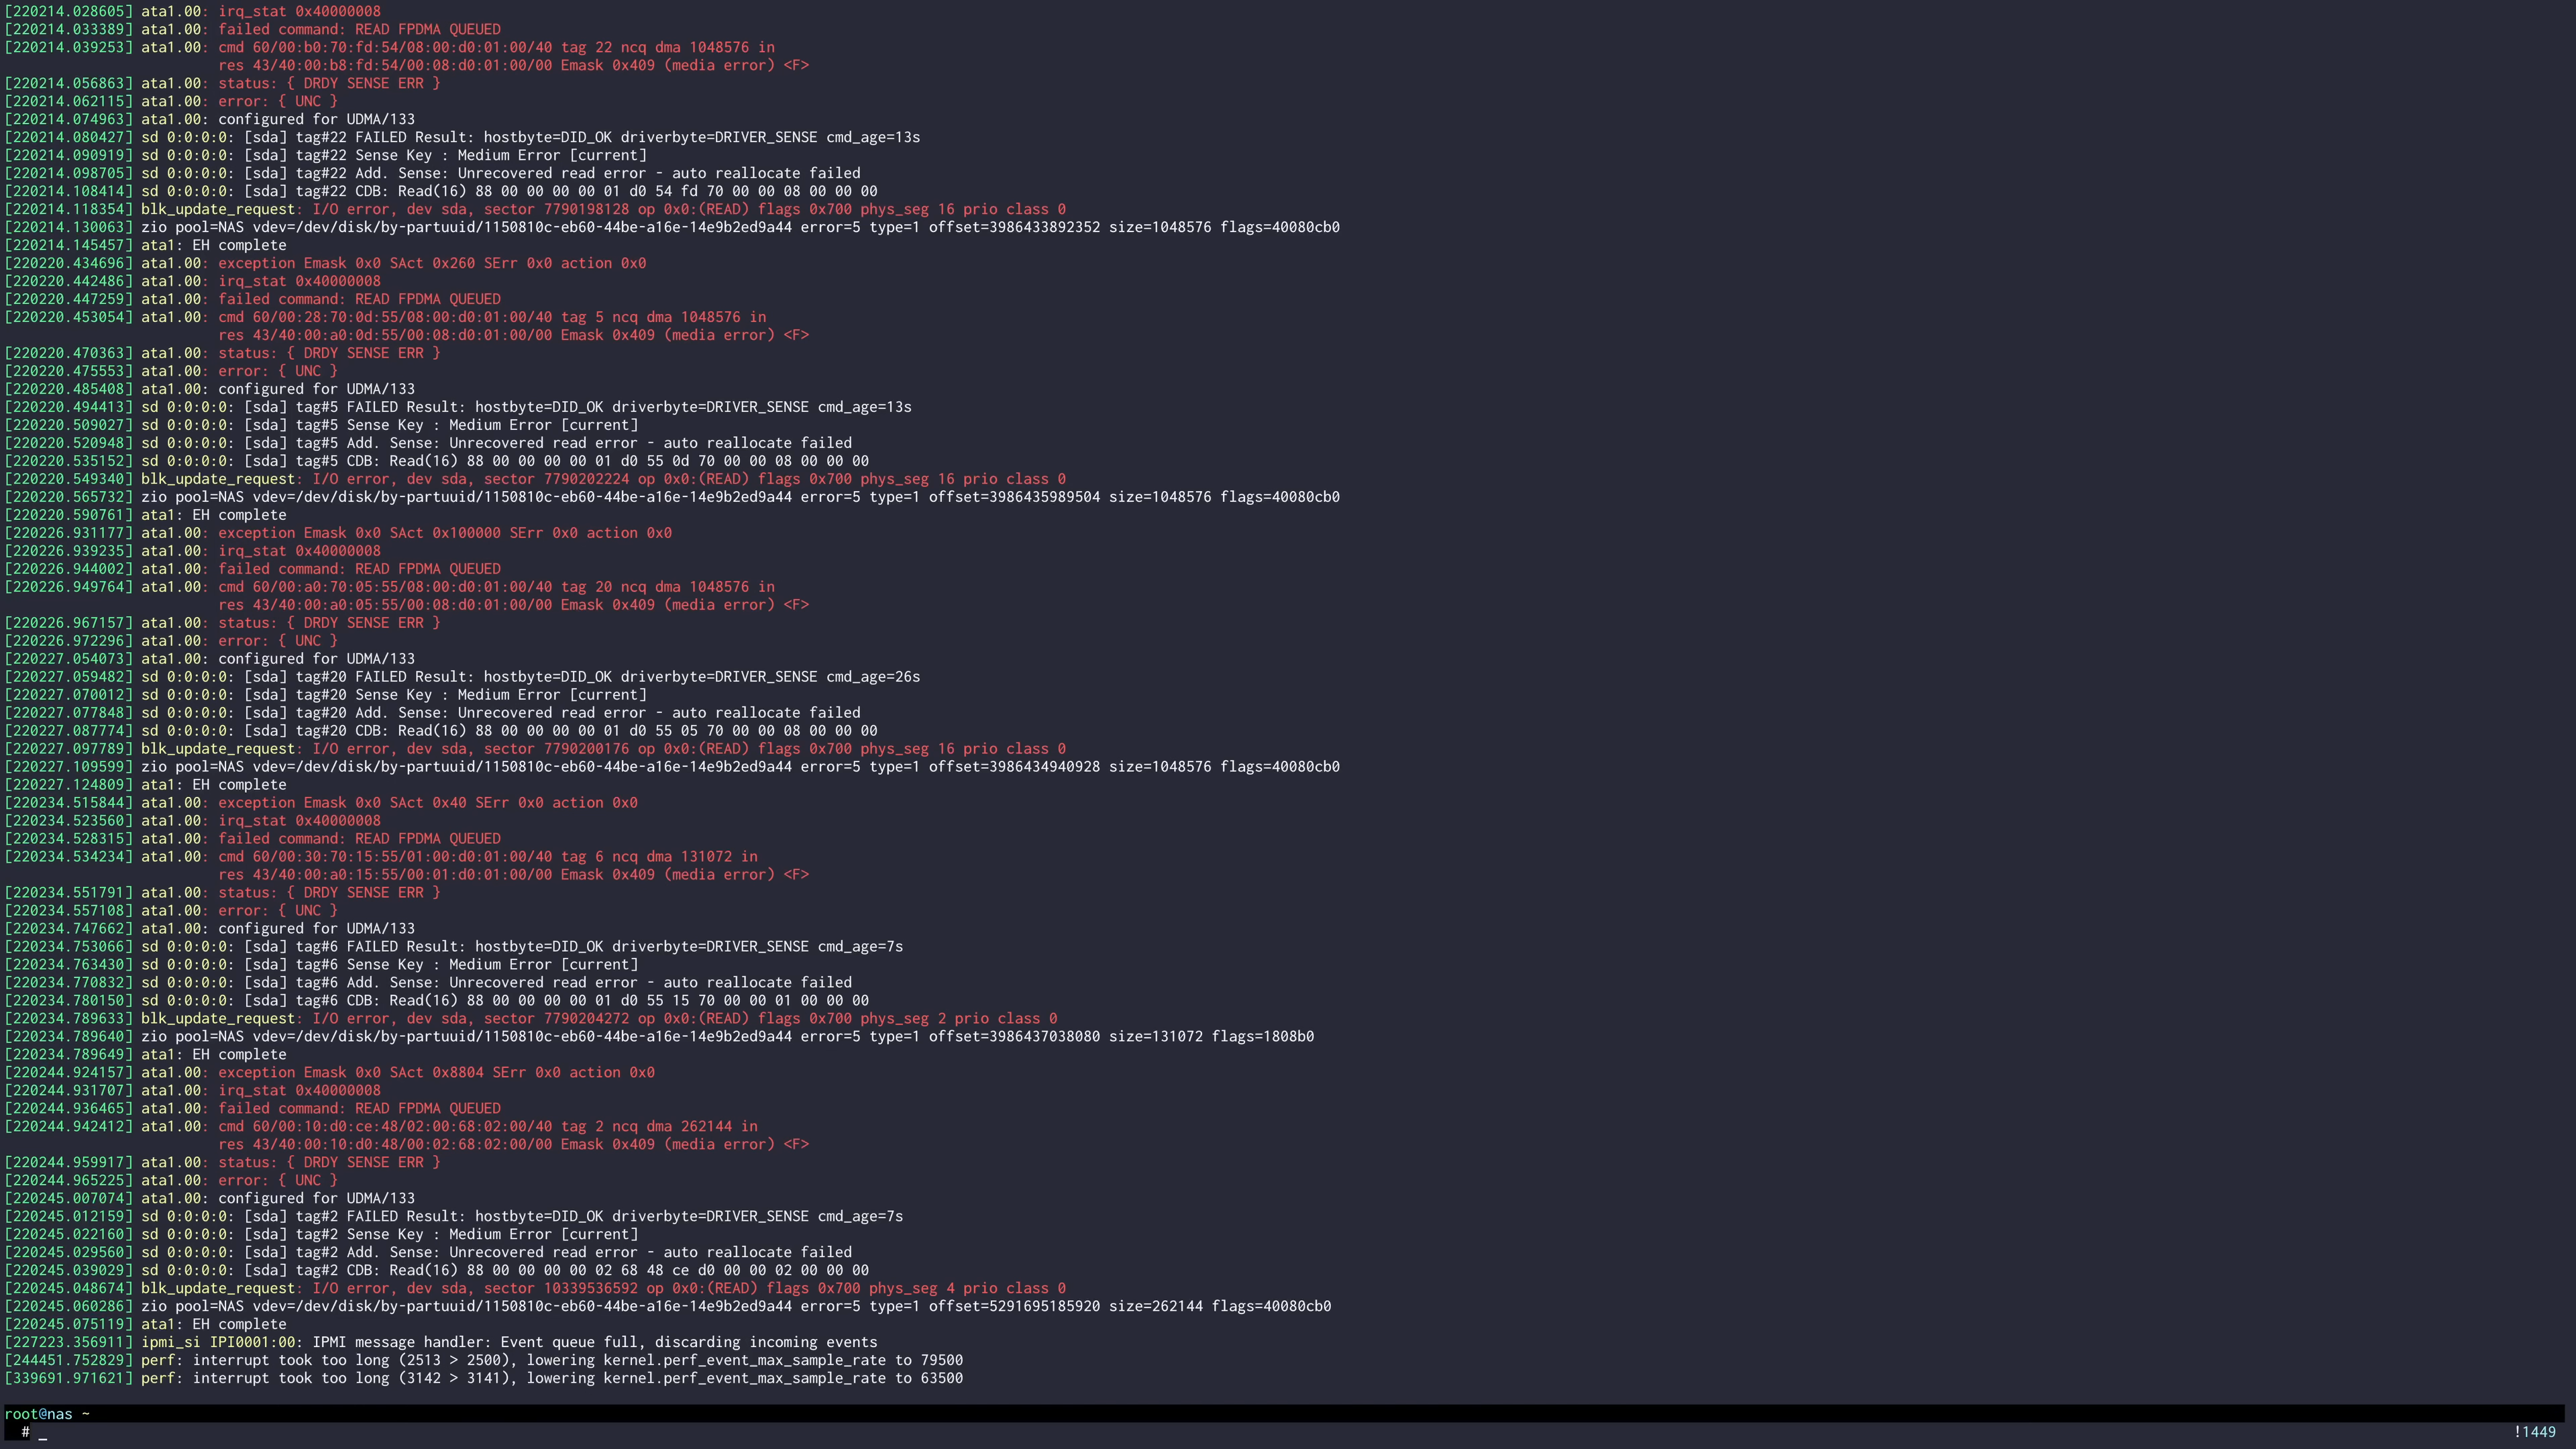 [220214.028605] ata1.00: irq_stat 0x40000008
[220214.033389] ata1.00: failed command: READ FPDMA QUEUED
[220214.039253] ata1.00: cmd 60/00:b0:70:fd:54/08:00:d0:01:00/40 tag 22 ncq dma 1048576 in
res 43/40:00:b8:fd:54/00:08:d0:01:00/00 Emask 0x409 (media error) <F>
[220214.056863] ata1.00: status: { DRDY SENSE ERR }
[220214.062115] ata1.00: error: { UNC }
[220214.074963] ata1.00: configured for UDMA/133
[220214.080427] sd 0:0:0:0: [sda] tag#22 FAILED Result: hostbyte=DID_OK driverbyte=DRIVER_SENSE cmd_age=13s
[220214.090919] sd 0:0:0:0: [sda] tag#22 Sense Key : Medium Error [current]
[220214.098705] sd 0:0:0:0: [sda] tag#22 Add. Sense: Unrecovered read error - auto reallocate failed
[220214.108414] sd 0:0:0:0: [sda] tag#22 CDB: Read(16) 88 00 00 00 00 01 d0 54 fd 70 00 00 08 00 00 00
[220214.118354] blk_update_request: I/O error, dev sda, sector 7790198128 op 0x0:(READ) flags 0x700 phys_seg 16 prio class 0
[220214.130063] zio pool=NAS vdev=/dev/disk/by-partuuid/1150810c-eb60-44be-a16e-14e9b2ed9a44 error=5 type=1 offset=3986433892352 size=1048576 flags=40080cb0
[220214.145457] ata1: EH complete
[220220.434696] ata1.00: exception Emask 0x0 SAct 0x260 SErr 0x0 action 0x0
[220220.442486] ata1.00: irq_stat 0x40000008
[220220.447259] ata1.00: failed command: READ FPDMA QUEUED
[220220.453054] ata1.00: cmd 60/00:28:70:0d:55/08:00:d0:01:00/40 tag 5 ncq dma 1048576 in
res 43/40:00:a0:0d:55/00:08:d0:01:00/00 Emask 0x409 (media error) <F>
[220220.470363] ata1.00: status: { DRDY SENSE ERR }
[220220.475553] ata1.00: error: { UNC }
[220220.485408] ata1.00: configured for UDMA/133
[220220.494413] sd 0:0:0:0: [sda] tag#5 FAILED Result: hostbyte=DID_OK driverbyte=DRIVER_SENSE cmd_age=13s
[220220.509027] sd 0:0:0:0: [sda] tag#5 Sense Key : Medium Error [current]
[220220.520948] sd 0:0:0:0: [sda] tag#5 Add. Sense: Unrecovered read error - auto reallocate failed
[220220.535152] sd 0:0:0:0: [sda] tag#5 CDB: Read(16) 88 00 00 00 00 01 d0 55 0d 70 00 00 08 00 00 00
[220220.549340] blk_update_request: I/O error, dev sda, sector 7790202224 op 0x0:(READ) flags 0x700 phys_seg 16 prio class 0
[220220.565732] zio pool=NAS vdev=/dev/disk/by-partuuid/1150810c-eb60-44be-a16e-14e9b2ed9a44 error=5 type=1 offset=3986435989504 size=1048576 flags=40080cb0
[220220.590761] ata1: EH complete
[220226.931177] ata1.00: exception Emask 0x0 SAct 0x100000 SErr 0x0 action 0x0
[220226.939235] ata1.00: irq_stat 0x40000008
[220226.944002] ata1.00: failed command: READ FPDMA QUEUED
[220226.949764] ata1.00: cmd 60/00:a0:70:05:55/08:00:d0:01:00/40 tag 20 ncq dma 1048576 in
res 43/40:00:a0:05:55/00:08:d0:01:00/00 Emask 0x409 (media error) <F>
[220226.967157] ata1.00: status: { DRDY SENSE ERR }
[220226.972296] ata1.00: error: { UNC }
[220227.054073] ata1.00: configured for UDMA/133
[220227.059482] sd 0:0:0:0: [sda] tag#20 FAILED Result: hostbyte=DID_OK driverbyte=DRIVER_SENSE cmd_age=26s
[220227.070012] sd 0:0:0:0: [sda] tag#20 Sense Key : Medium Error [current]
[220227.077848] sd 0:0:0:0: [sda] tag#20 Add. Sense: Unrecovered read error - auto reallocate failed
[220227.087774] sd 0:0:0:0: [sda] tag#20 CDB: Read(16) 88 00 00 00 00 01 d0 55 05 70 00 00 08 00 00 00
[220227.097789] blk_update_request: I/O error, dev sda, sector 7790200176 op 0x0:(READ) flags 0x700 phys_seg 16 prio class 0
[220227.109599] zio pool=NAS vdev=/dev/disk/by-partuuid/1150810c-eb60-44be-a16e-14e9b2ed9a44 error=5 type=1 offset=3986434940928 size=1048576 flags=40080cb0
[220227.124809] ata1: EH complete
[220234.515844] ata1.00: exception Emask 0x0 SAct 0x40 SErr 0x0 action 0x0
[220234.523560] ata1.00: irq_stat 0x40000008
[220234.528315] ata1.00: failed command: READ FPDMA QUEUED
[220234.534234] ata1.00: cmd 60/00:30:70:15:55/01:00:d0:01:00/40 tag 6 ncq dma 131072 in
res 43/40:00:a0:15:55/00:01:d0:01:00/00 Emask 0x409 (media error) <F>
[220234.551791] ata1.00: status: { DRDY SENSE ERR }
[220234.557108] ata1.00: error: { UNC }
[220234.747662] ata1.00: configured for UDMA/133
[220234.753066] sd 0:0:0:0: [sda] tag#6 FAILED Result: hostbyte=DID_OK driverbyte=DRIVER_SENSE cmd_age=7s
[220234.763430] sd 0:0:0:0: [sda] tag#6 Sense Key : Medium Error [current]
[220234.770832] sd 0:0:0:0: [sda] tag#6 Add. Sense: Unrecovered read error - auto reallocate failed
[220234.780150] sd 0:0:0:0: [sda] tag#6 CDB: Read(16) 88 00 00 00 00 01 d0 55 15 70 00 00 01 00 00 00
[220234.789633] blk_update_request: I/O error, dev sda, sector 7790204272 op 0x0:(READ) flags 0x700 phys_seg 2 prio class 0
[220234.789640] zio pool=NAS vdev=/dev/disk/by-partuuid/1150810c-eb60-44be-a16e-14e9b2ed9a44 error=5 type=1 offset=3986437038080 size=131072 flags=1808b0
[220234.789649] ata1: EH complete
[220244.924157] ata1.00: exception Emask 0x0 SAct 0x8804 SErr 0x0 action 0x0
[220244.931707] ata1.00: irq_stat 0x40000008
[220244.936465] ata1.00: failed command: READ FPDMA QUEUED
[220244.942412] ata1.00: cmd 60/00:10:d0:ce:48/02:00:68:02:00/40 tag 2 ncq dma 262144 in
res 43/40:00:10:d0:48/00:02:68:02:00/00 Emask 0x409 (media error) <F>
[220244.959917] ata1.00: status: { DRDY SENSE ERR }
[220244.965225] ata1.00: error: { UNC }
[220245.007074] ata1.00: configured for UDMA/133
[220245.012159] sd 0:0:0:0: [sda] tag#2 FAILED Result: hostbyte=DID_OK driverbyte=DRIVER_SENSE cmd_age=7s
[220245.022160] sd 0:0:0:0: [sda] tag#2 Sense Key : Medium Error [current]
[220245.029560] sd 0:0:0:0: [sda] tag#2 Add. Sense: Unrecovered read error - auto reallocate failed
[220245.039029] sd 0:0:0:0: [sda] tag#2 CDB: Read(16) 88 00 00 00 00 02 68 48 ce d0 00 00 02 00 00 00
[220245.048674] blk_update_request: I/O error, dev sda, sector 10339536592 op 0x0:(READ) flags 0x700 phys_seg 4 prio class 0
[220245.060286] zio pool=NAS vdev=/dev/disk/by-partuuid/1150810c-eb60-44be-a16e-14e9b2ed9a44 error=5 type=1 offset=5291695185920 size=262144 flags=40080cb0
[220245.075119] ata1: EH complete
[227223.356911] ipmi_si IPI0001:00: IPMI message handler: Event queue full, discarding incoming events
[244451.752829] perf: interrupt took too long (2513 > 2500), lowering kernel.perf_event_max_sample_rate to 79500
[339691.971621] perf: interrupt took too long (3142 > 3141), lowering kernel.perf_event_max_sample_rate to 63500
root@nas ~
# _ !1449